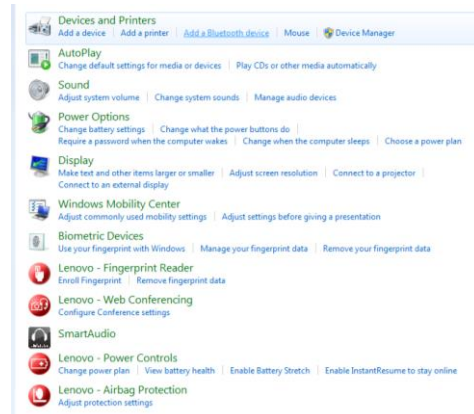 Devices and Printers
Add a device | Add a printer | Add a Bluetooth device | Mouse | Device Manager
AutoPlay
Change default settings for media or devices | Play CDs or other media automatically
Sound
Adjust system volume | Change system sounds | Manage audio devices
Power Options
Change battery settings | Change what the power buttons do |
Require a password when the computer wakes | Change when the computer sleeps | Choose a power plan
Display
Make text and other items larger or smaller | Adjust screen resolution | Connect to a projector |
Connect to an external display
Windows Mobility Center
Adjust commonly used mobility settings | Adjust settings before giving a presentation
Biometric Devices
Use your fingerprint with Windows | Manage your fingerprint data | Remove your fingerprint data
Lenovo - Fingerprint Reader
Enroll Fingerprint | Remove fingerprint data
Lenovo - Web Conferencing
Configure Conference settings
SmartAudio
Lenovo - Power Controls
Change power plan | View battery health | Enable Battery Stretch | Enable InstantResume to stay online
Lenovo - Airbag Protection
Adjust protection settings